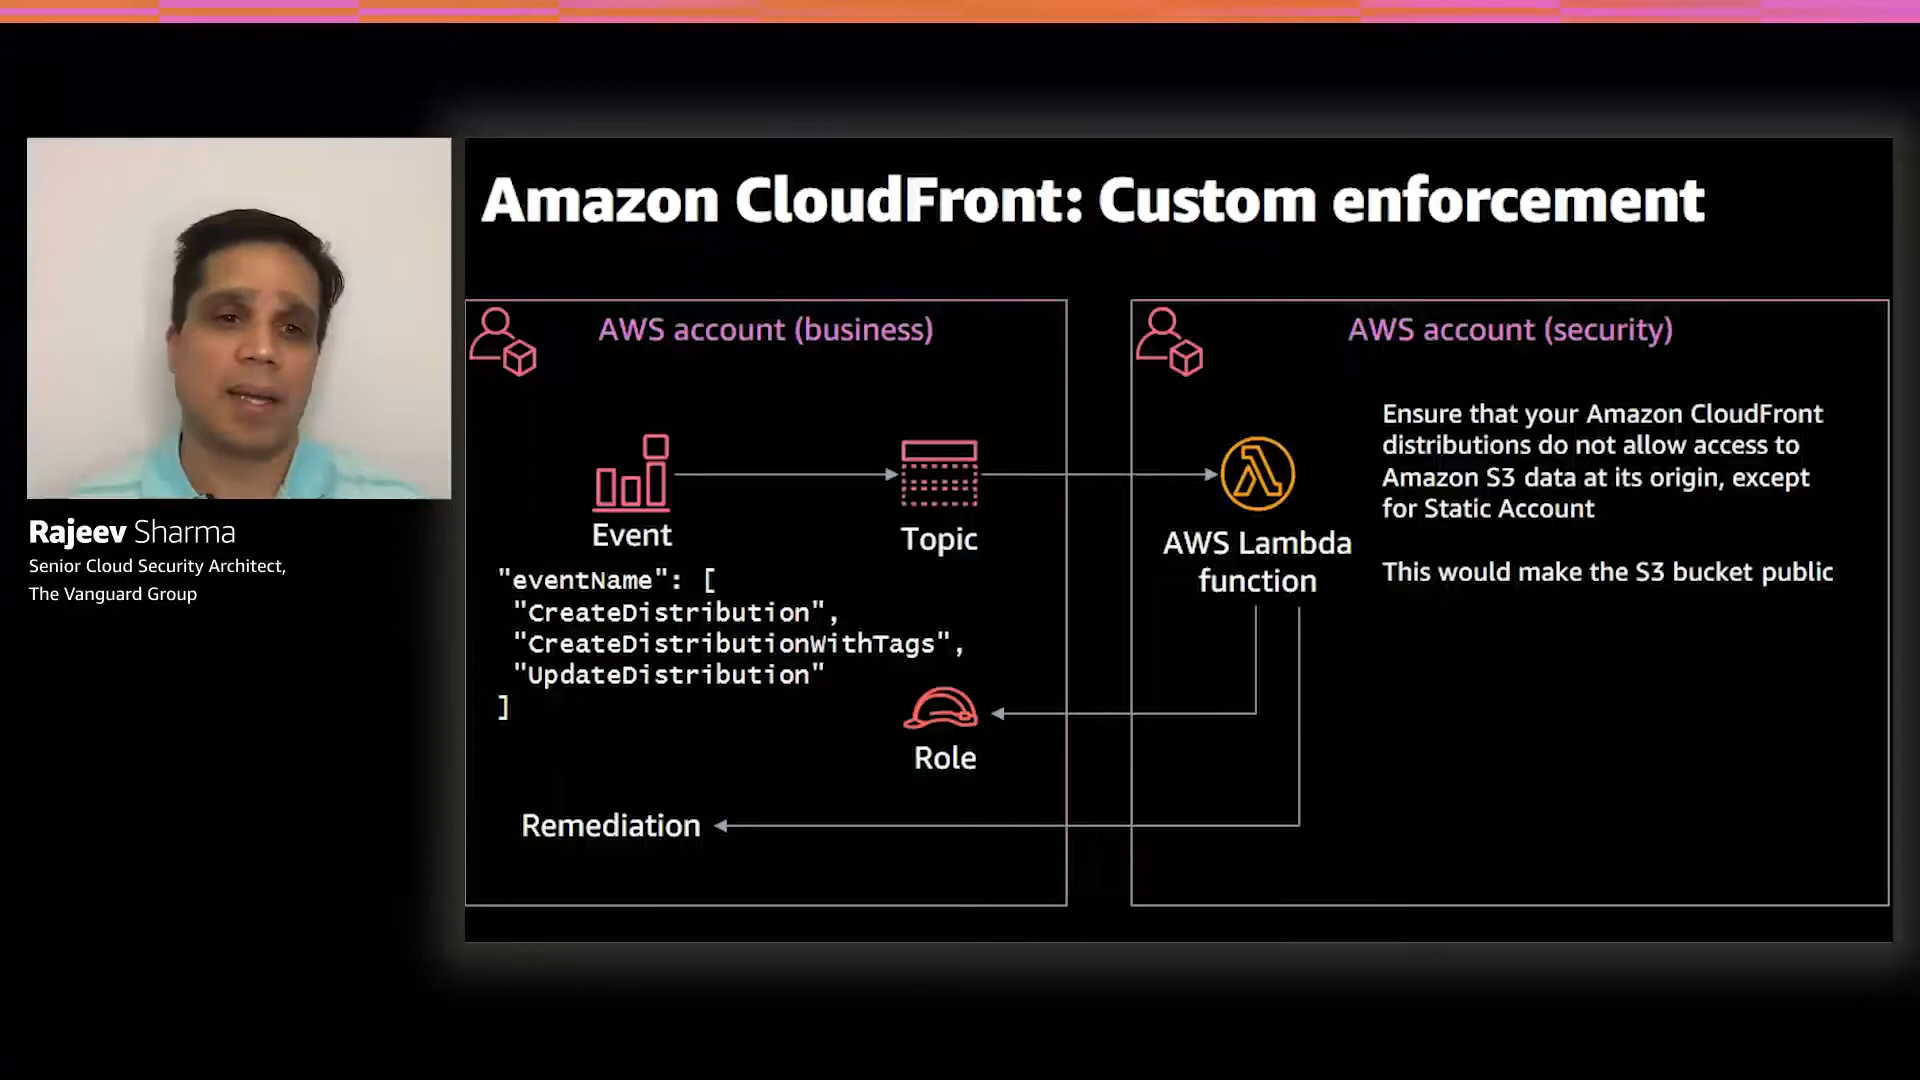 Amazon CloudFront: Custom enforcement
AWS account (business)
Event
Topic
"eventName": [
"CreateDistribution",
"CreateDistributionWithTags",
"UpdateDistribution"
]
Role
Remediation
AWS account (security)
AWS Lambda
function
Ensure that your Amazon CloudFront
distributions do not allow access to
Amazon S3 data at its origin, except
for Static Account
This would make the S3 bucket public
Rajeev Sharma
Senior Cloud Security Architect,
The Vanguard Group